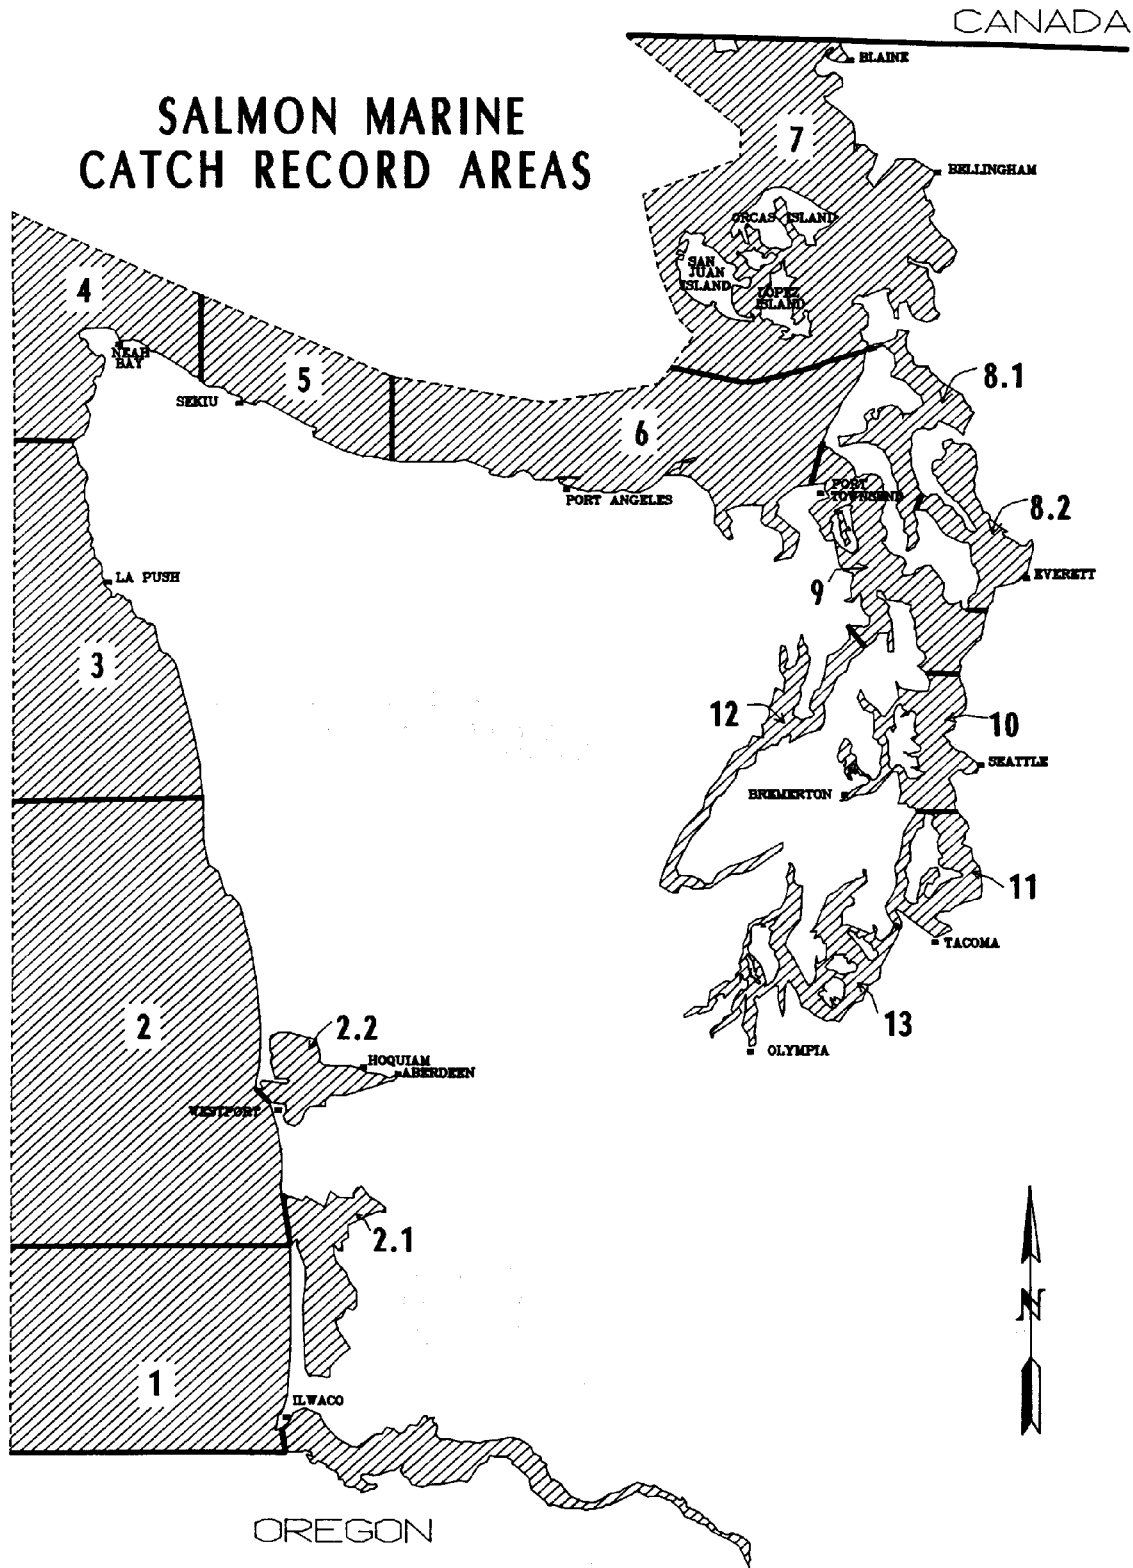 CANADA
BLAINE
SALMON MARINE
CATCH RECORD AREAS
7
BELLINGHAM
ORCAS ISLAND
SAN
JUAN
ISLAND
LOPEZ
ISLAND
4
NEAH
BAY
5
SEKIU
8.1
6
PORT ANGELES
PORT
TOWNSEND
8.2
LA PUSH
EVERETT
9
3
12
10
SEATTLE
BREMERTON
11
TACOMA
2
2.2
13
HOQUIAM
ABERDEEN
OLYMPIA
WESTPORT
2.1
N
1
ILWACO
OREGON